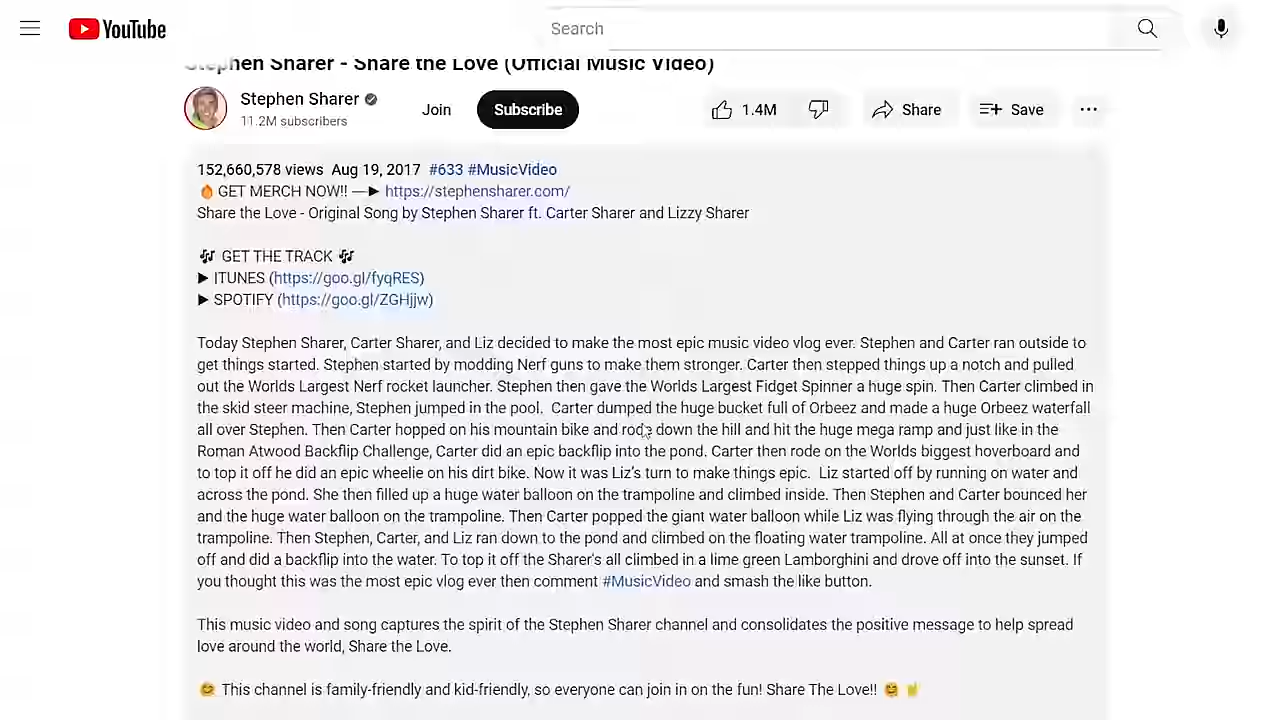 YouTube
Search
Stephen Sharer - Share the Love (Official Music Video)
Stephen Sharer
11.2M subscribers
Join
Subscribe
1.4M
Share
Save
152,660,578 views Aug 19, 2017 #633 #MusicVideo
🔥 GET MERCH NOW!! —► https://stephensharer.com/
Share the Love - Original Song by Stephen Sharer ft. Carter Sharer and Lizzy Sharer
🎶 GET THE TRACK 🎶
► ITUNES (https://goo.gl/fyqRES)
► SPOTIFY (https://goo.gl/ZGHjjw)
Today Stephen Sharer, Carter Sharer, and Liz decided to make the most epic music video vlog ever. Stephen and Carter ran outside to
get things started. Stephen started by modding Nerf guns to make them stronger. Carter then stepped things up a notch and pulled
out the Worlds Largest Nerf rocket launcher. Stephen then gave the Worlds Largest Fidget Spinner a huge spin. Then Carter climbed in
the skid steer machine, Stephen jumped in the pool. Carter dumped the huge bucket full of Orbeez and made a huge Orbeez waterfall
all over Stephen. Then Carter hopped on his mountain bike and rode down the hill and hit the huge mega ramp and just like in the
Roman Atwood Backflip Challenge, Carter did an epic backflip into the pond. Carter then rode on the Worlds biggest hoverboard and
to top it off he did an epic wheelie on his dirt bike. Now it was Liz's turn to make things epic. Liz started off by running on water and
across the pond. She then filled up a huge water balloon on the trampoline and climbed inside. Then Stephen and Carter bounced her
and the huge water balloon on the trampoline. Then Carter popped the giant water balloon while Liz was flying through the air on the
trampoline. Then Stephen, Carter, and Liz ran down to the pond and climbed on the floating water trampoline. All at once they jumped
off and did a backflip into the water. To top it off the Sharer's all climbed in a lime green Lamborghini and drove off into the sunset. If
you thought this was the most epic vlog ever then comment #MusicVideo and smash the like button.
This music video and song captures the spirit of the Stephen Sharer channel and consolidates the positive message to help spread
love around the world, Share the Love.
🤗 This channel is family-friendly and kid-friendly, so everyone can join in on the fun! Share The Love!! 🤗 🤘